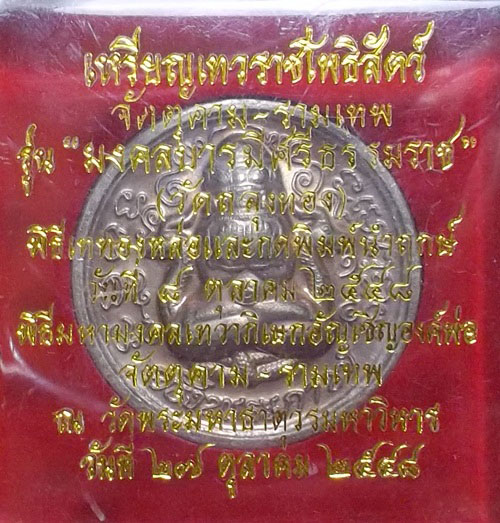 เหรียญเทวราชโพธิสัตว์
จัตุคาม-รามเทพ
รุ่น "มงคลบารมีศรีธรรมราช"
(วัดถลุงทอง)
พิธีเททองหล่อและกดพิมพ์นำฤกษ์
วันที่ ๘ ตุลาคม ๒๕๔๘
พิธีมหามงคลเทวาภิเษกอัญเชิญองค์พ่อ
จัตตุคาม-รามเทพ
ณ วัดพระมหาธาตุวรมหาวิหาร
วันที่ ๒๗ ตุลาคม ๒๕๔๘